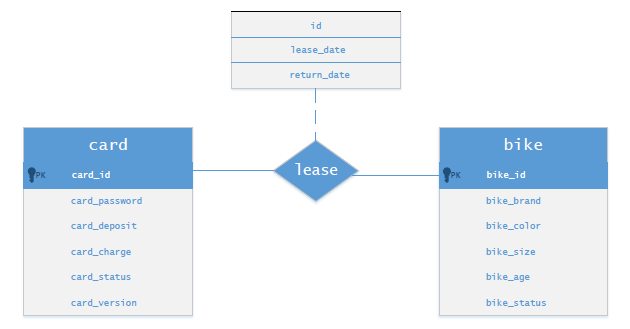 id
lease_date
return_date
card
PK card_id
card_password
card_deposit
card_charge
card_status
card_version
lease
bike
PK bike_id
bike_brand
bike_color
bike_size
bike_age
bike_status